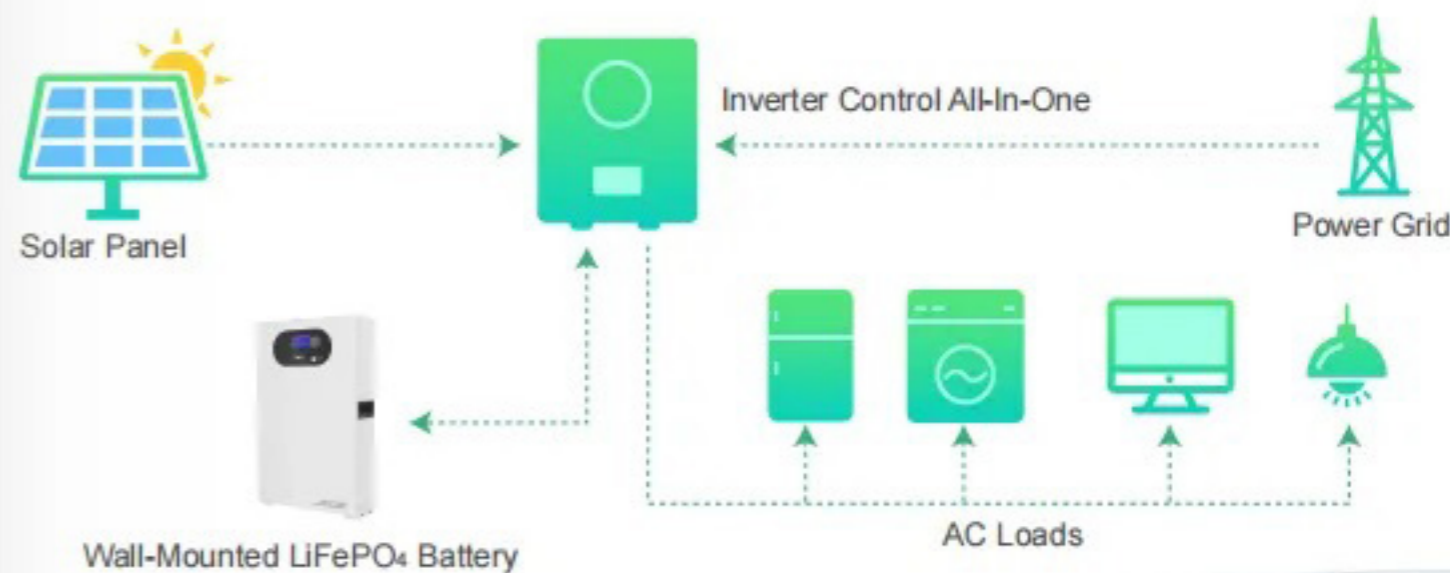 Inverter Control All-In-One
Solar Panel
Power Grid
AC Loads
Wall-Mounted LiFePO₄ Battery